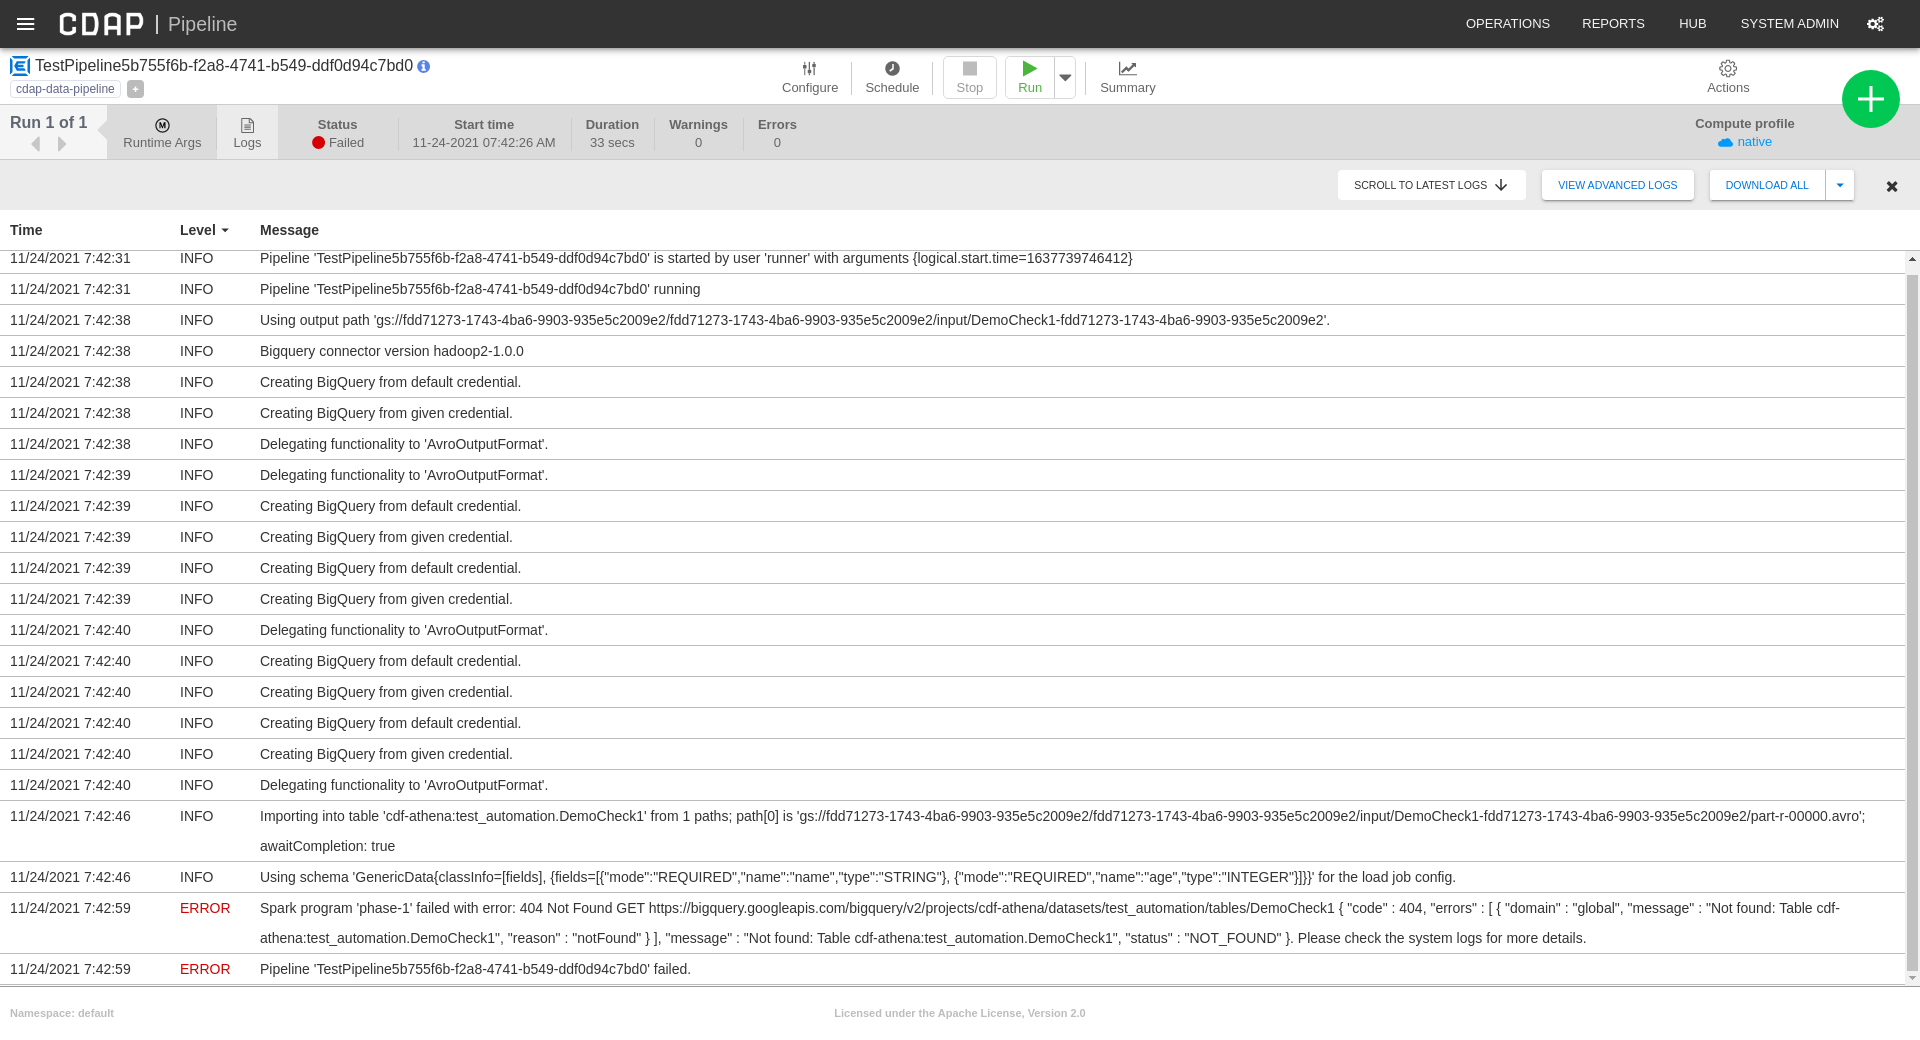 CDAP | Pipeline
OPERATIONS REPORTS HUB SYSTEM ADMIN
TestPipeline5b755f6b-f2a8-4741-b549-ddf0d94c7bd0
cdap-data-pipeline +
Configure Schedule Stop Run Summary Actions
Run 1 of 1
Runtime Args Logs
Status Start time Duration Warnings Errors Compute profile
Failed 11-24-2021 07:42:26 AM 33 secs 0 0 native
SCROLL TO LATEST LOGS VIEW ADVANCED LOGS DOWNLOAD ALL
Time Level Message
11/24/2021 7:42:31 INFO Pipeline 'TestPipeline5b755f6b-f2a8-4741-b549-ddf0d94c7bd0' is started by user 'runner' with arguments {logical.start.time=1637739746412}
11/24/2021 7:42:31 INFO Pipeline 'TestPipeline5b755f6b-f2a8-4741-b549-ddf0d94c7bd0' running
11/24/2021 7:42:38 INFO Using output path 'gs://fdd71273-1743-4ba6-9903-935e5c2009e2/fdd71273-1743-4ba6-9903-935e5c2009e2/input/DemoCheck1-fdd71273-1743-4ba6-9903-935e5c2009e2'.
11/24/2021 7:42:38 INFO Bigquery connector version hadoop2-1.0.0
11/24/2021 7:42:38 INFO Creating BigQuery from default credential.
11/24/2021 7:42:38 INFO Creating BigQuery from given credential.
11/24/2021 7:42:38 INFO Delegating functionality to 'AvroOutputFormat'.
11/24/2021 7:42:39 INFO Delegating functionality to 'AvroOutputFormat'.
11/24/2021 7:42:39 INFO Creating BigQuery from default credential.
11/24/2021 7:42:39 INFO Creating BigQuery from given credential.
11/24/2021 7:42:39 INFO Creating BigQuery from default credential.
11/24/2021 7:42:39 INFO Creating BigQuery from given credential.
11/24/2021 7:42:40 INFO Delegating functionality to 'AvroOutputFormat'.
11/24/2021 7:42:40 INFO Creating BigQuery from default credential.
11/24/2021 7:42:40 INFO Creating BigQuery from given credential.
11/24/2021 7:42:40 INFO Creating BigQuery from default credential.
11/24/2021 7:42:40 INFO Creating BigQuery from given credential.
11/24/2021 7:42:40 INFO Delegating functionality to 'AvroOutputFormat'.
11/24/2021 7:42:46 INFO Importing into table 'cdf-athena:test_automation.DemoCheck1' from 1 paths; path[0] is 'gs://fdd71273-1743-4ba6-9903-935e5c2009e2/fdd71273-1743-4ba6-9903-935e5c2009e2/input/DemoCheck1-fdd71273-1743-4ba6-9903-935e5c2009e2/part-r-00000.avro';
awaitCompletion: true
11/24/2021 7:42:46 INFO Using schema 'GenericData{classInfo=[fields], {fields=[{"mode":"REQUIRED","name":"name","type":"STRING"}, {"mode":"REQUIRED","name":"age","type":"INTEGER"}]}}' for the load job config.
11/24/2021 7:42:59 ERROR Spark program 'phase-1' failed with error: 404 Not Found GET https://bigquery.googleapis.com/bigquery/v2/projects/cdf-athena/datasets/test_automation/tables/DemoCheck1 { "code" : 404, "errors" : [ { "domain" : "global", "message" : "Not found: Table cdf-
athena:test_automation.DemoCheck1", "reason" : "notFound" } ], "message" : "Not found: Table cdf-athena:test_automation.DemoCheck1", "status" : "NOT_FOUND" }. Please check the system logs for more details.
11/24/2021 7:42:59 ERROR Pipeline 'TestPipeline5b755f6b-f2a8-4741-b549-ddf0d94c7bd0' failed.
Namespace: default Licensed under the Apache License, Version 2.0